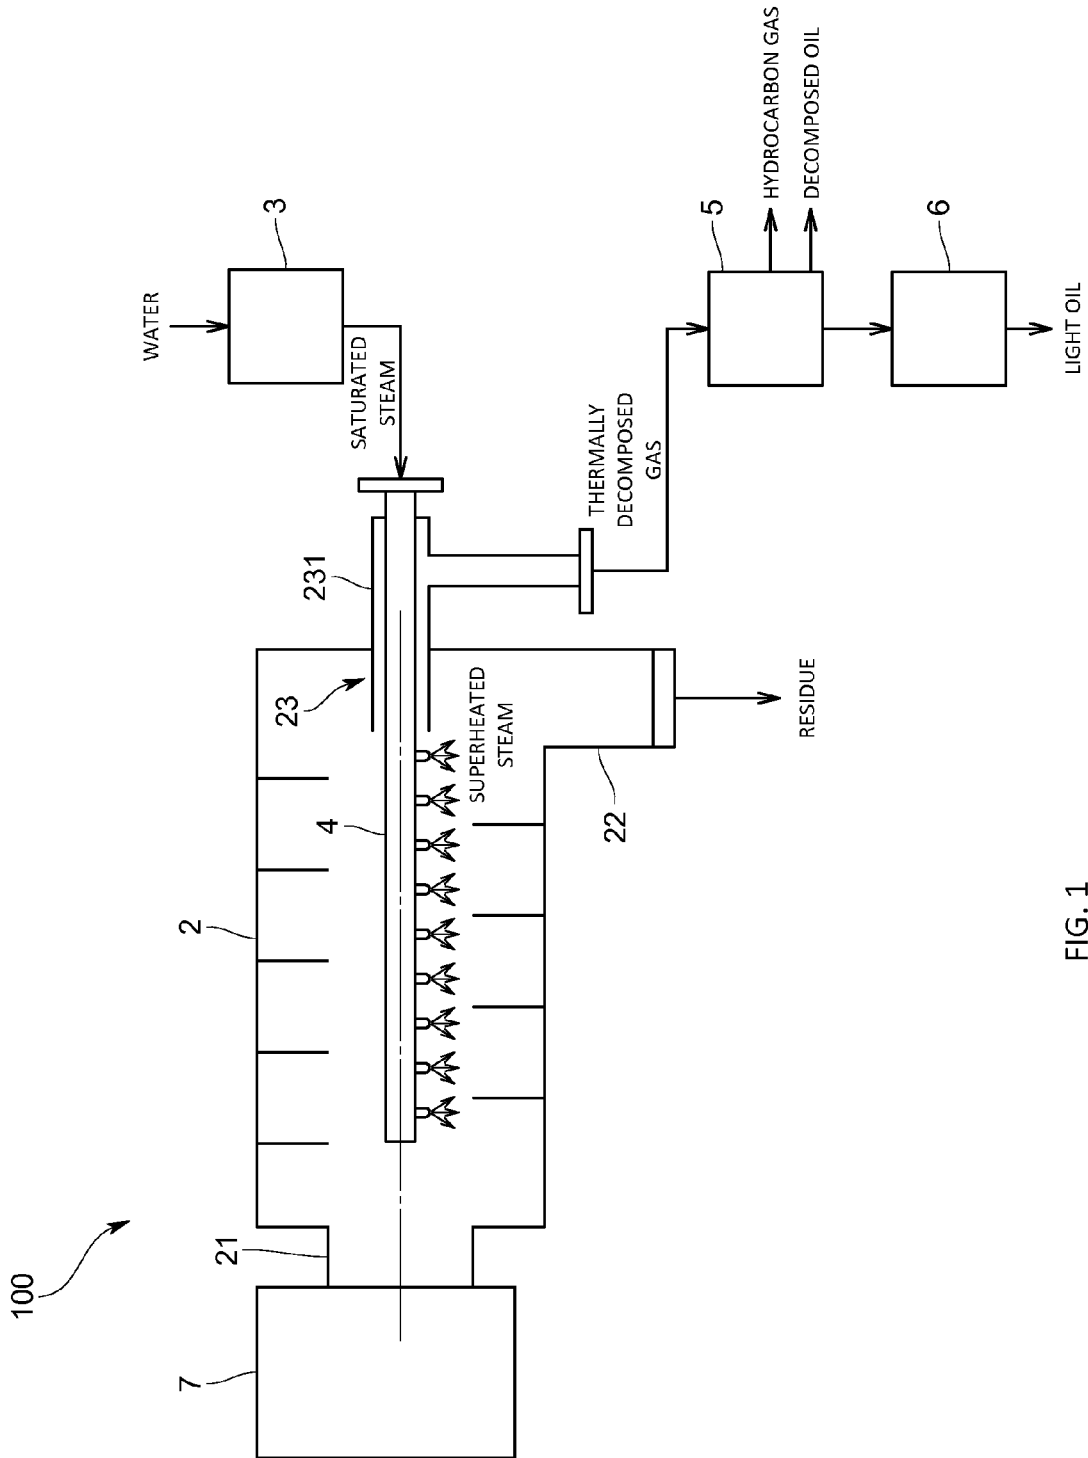 100
WATER
3
SATURATED
STEAM
231
23
4
2
21
7
SUPERHEATED
STEAM
THERMALLY
DECOMPOSED
GAS
22
RESIDUE
5
HYDROCARBON GAS
DECOMPOSED OIL
6
LIGHT OIL
FIG. 1